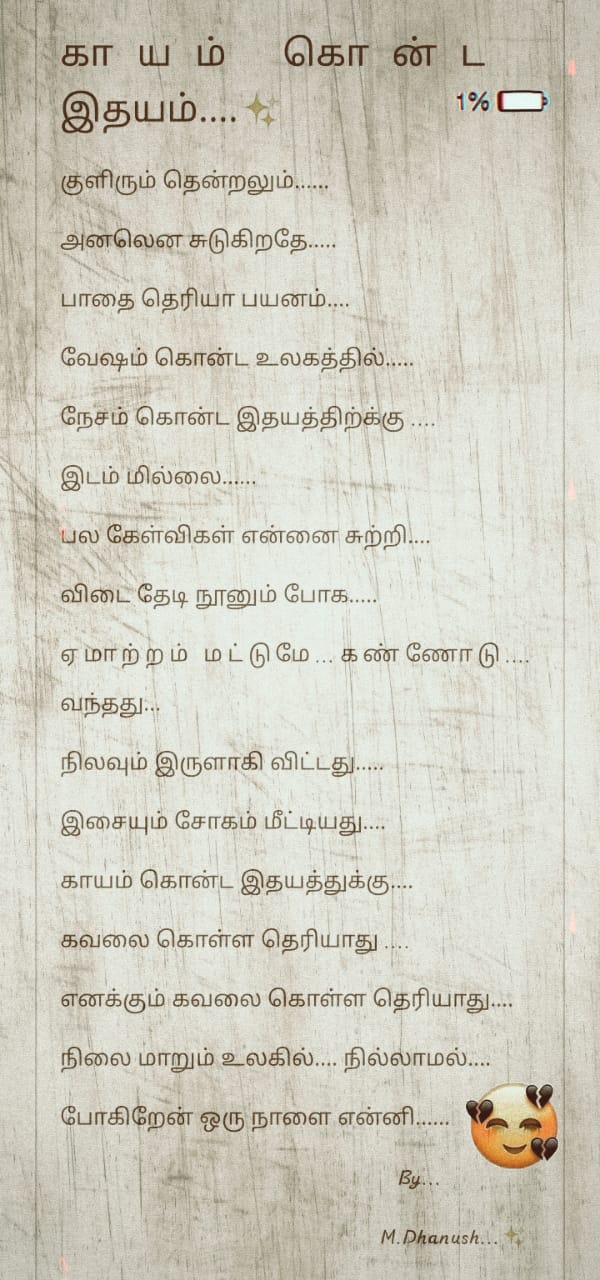 காயம் கொன்ட
இதயம்....
1%
குளிரும் தென்றலும்......
அனலென சுடுகிறதே.....
பாதை தெரியா பயனம்....
வேஷம் கொன்ட உலகத்தில்.....
நேசம் கொன்ட இதயத்திற்க்கு ....
இடம் மில்லை......
பல கேள்விகள் என்னை சுற்றி....
விடை தேடி நூனும் போக.....
ஏமாற்றம் மட்டுமே... கண்ணோடு....
வந்தது...
நிலவும் இருளாகி விட்டது.....
இசையும் சோகம் மீட்டியது....
காயம் கொன்ட இதயத்துக்கு....
கவலை கொள்ள தெரியாது ....
எனக்கும் கவலை கொள்ள தெரியாது....
நிலை மாறும் உலகில்.... நில்லாமல்....
போகிறேன் ஒரு நாளை என்னி......
By...
M.Dhanush...